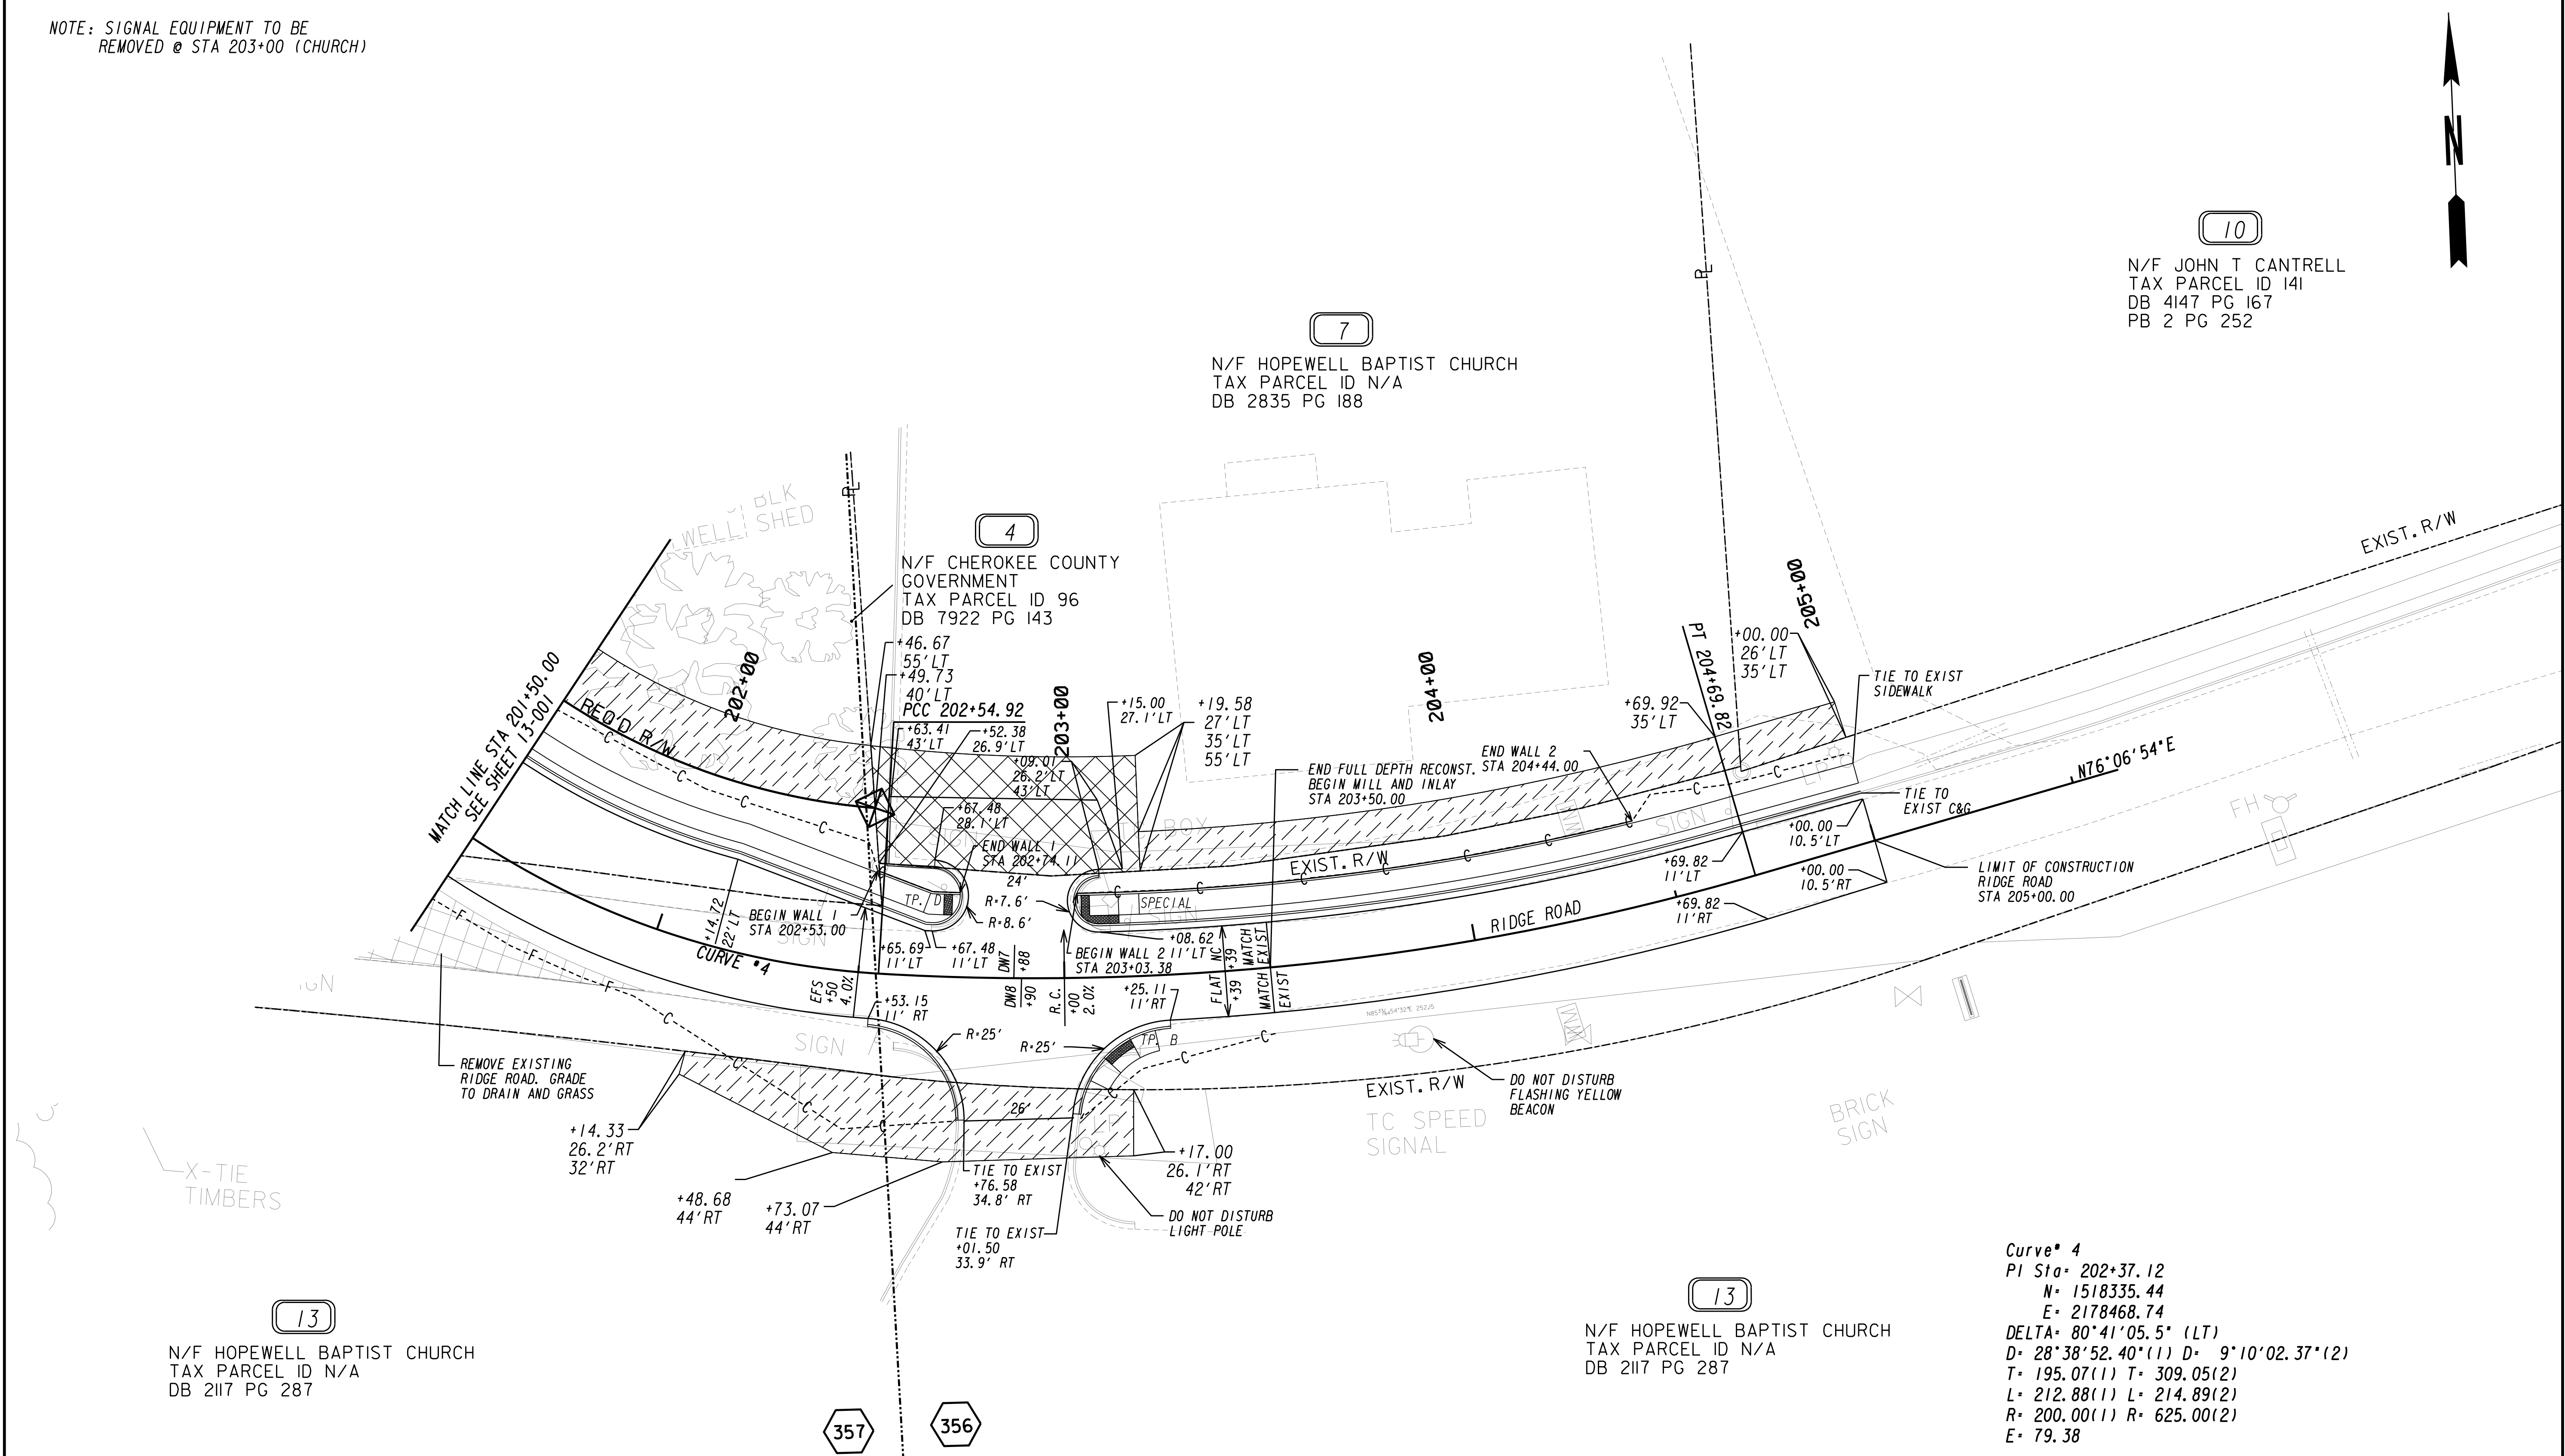 NOTE: SIGNAL EQUIPMENT TO BE
REMOVED @ STA 203+00 (CHURCH)
N
10
N/F JOHN T CANTRELL
TAX PARCEL ID 141
DB 4147 PG 167
PB 2 PG 252
7
N/F HOPEWELL BAPTIST CHURCH
TAX PARCEL ID N/A
DB 2835 PG 188
PL
PL
BLK
WELL SHED
4
N/F CHEROKEE COUNTY
GOVERNMENT
TAX PARCEL ID 96
DB 7922 PG 143
+46.67
55'LT
+49.73
40'LT
PCC 202+54.92
+63.41
43'LT
+52.38
26.9'LT
+09.01
26.2'LT
43'LT
+15.00
27.1'LT
+19.58
27'LT
35'LT
55'LT
MATCH LINE STA 201+50.00
SEE SHEET 13-001
REQ'D R/W
202+00
203+00
204+00
205+00
+67.48
28.1'LT
END WALL 1
STA 202+74.11
24'
R=7.6'
R=8.6'
TP. D
SPECIAL
SIGN
BOX
END FULL DEPTH RECONST.
BEGIN MILL AND INLAY
STA 203+50.00
END WALL 2
STA 204+44.00
+69.92
35'LT
PT 204+69.82
+00.00
26'LT
35'LT
TIE TO EXIST
SIDEWALK
EXIST. R/W
N76°06'54"E
EXIST. R/W
WM
SIGN
LP
FH
TIE TO
EXIST C&G
+00.00
10.5'LT
+00.00
10.5'RT
LIMIT OF CONSTRUCTION
RIDGE ROAD
STA 205+00.00
+69.82
11'LT
+69.82
11'RT
RIDGE ROAD
+14.72
22'LT
BEGIN WALL 1
STA 202+53.00
SIGN
CURVE #4
+65.69
11'LT
+67.48
11'LT
DW7
+88
DW8
+90
BEGIN WALL 2
STA 203+03.38
+08.62
11'LT
EFS
+50
4.0%
R.C.
+00
2.0%
FLAT
+39
NC
+39
MATCH
EXIST
MATCH
EXIST
+53.15
11' RT
+25.11
11'RT
R=25'
R=25'
TP. B
SIGN
REMOVE EXISTING
RIDGE ROAD. GRADE
TO DRAIN AND GRASS
26'
LP
EXIST. R/W
WM
DO NOT DISTURB
FLASHING YELLOW
BEACON
TC SPEED
SIGNAL
BRICK
SIGN
+14.33
26.2'RT
32'RT
X-TIE
TIMBERS
+48.68
44'RT
+73.07
44'RT
TIE TO EXIST
+76.58
34.8' RT
+17.00
26.1'RT
42'RT
DO NOT DISTURB
LIGHT POLE
TIE TO EXIST
+01.50
33.9' RT
13
N/F HOPEWELL BAPTIST CHURCH
TAX PARCEL ID N/A
DB 2117 PG 287
13
N/F HOPEWELL BAPTIST CHURCH
TAX PARCEL ID N/A
DB 2117 PG 287
357
356
Curve# 4
PI Sta= 202+37.12
N= 1518335.44
E= 2178468.74
DELTA= 80°41'05.5" (LT)
D= 28°38'52.40"(1) D= 9°10'02.37"(2)
T= 195.07(1) T= 309.05(2)
L= 212.88(1) L= 214.89(2)
R= 200.00(1) R= 625.00(2)
E= 79.38